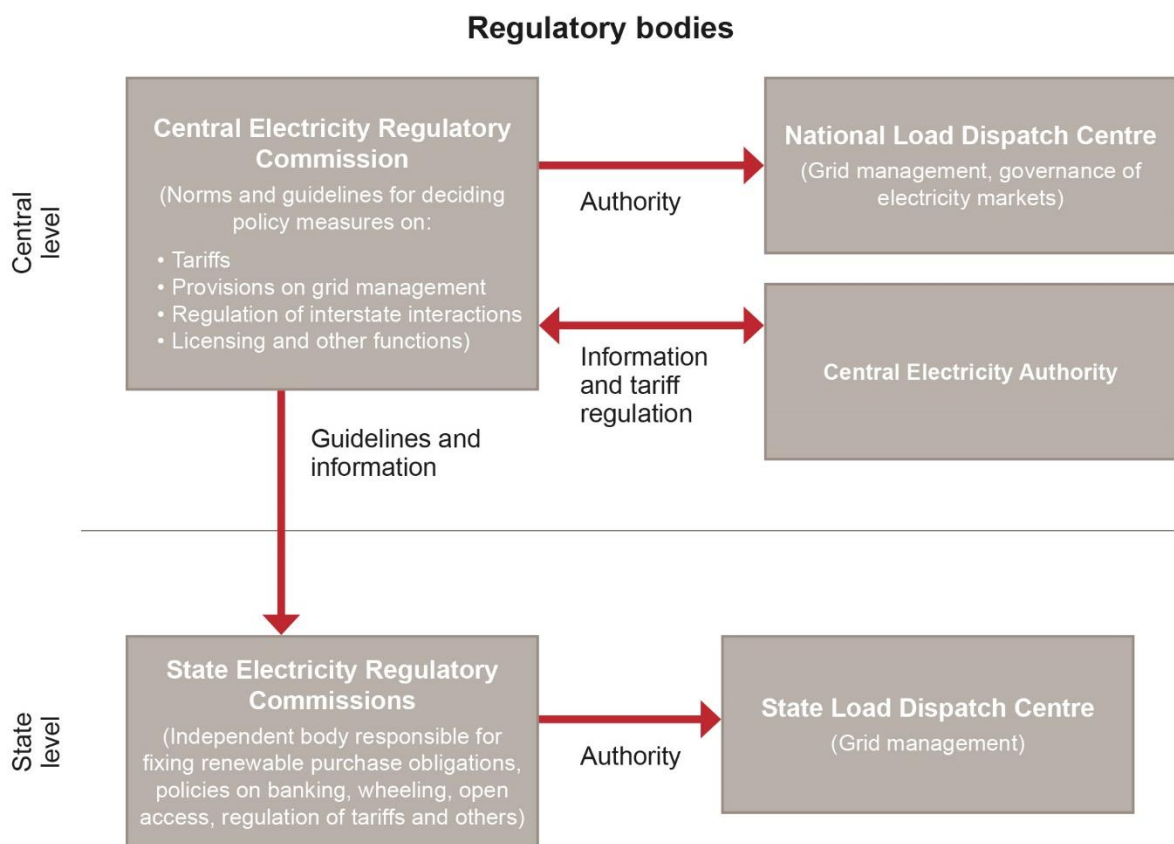 Regulatory bodies
Central
level
Central Electricity Regulatory
Commission
(Norms and guidelines for deciding
policy measures on:
• Tariffs
• Provisions on grid management
• Regulation of interstate interactions
• Licensing and other functions)
Authority
National Load Dispatch Centre
(Grid management, governance of
electricity markets)
Information
and tariff
regulation
Central Electricity Authority
Guidelines and
information
State
level
State Electricity Regulatory
Commissions
(Independent body responsible for
fixing renewable purchase obligations,
policies on banking, wheeling, open
access, regulation of tariffs and others)
Authority
State Load Dispatch Centre
(Grid management)